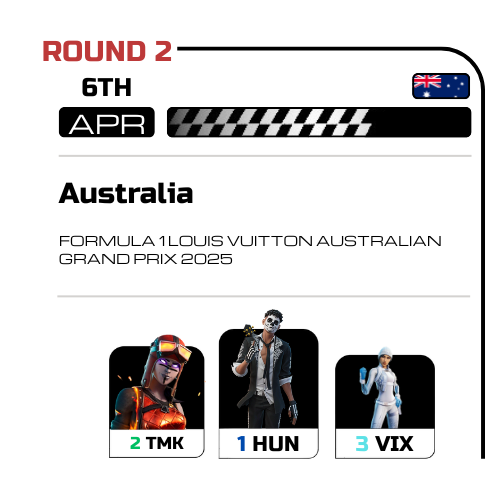 ROUND 2
6TH
APR
Australia
FORMULA 1 LOUIS VUITTON AUSTRALIAN
GRAND PRIX 2025
2 TMK
1 HUN
3 VIX